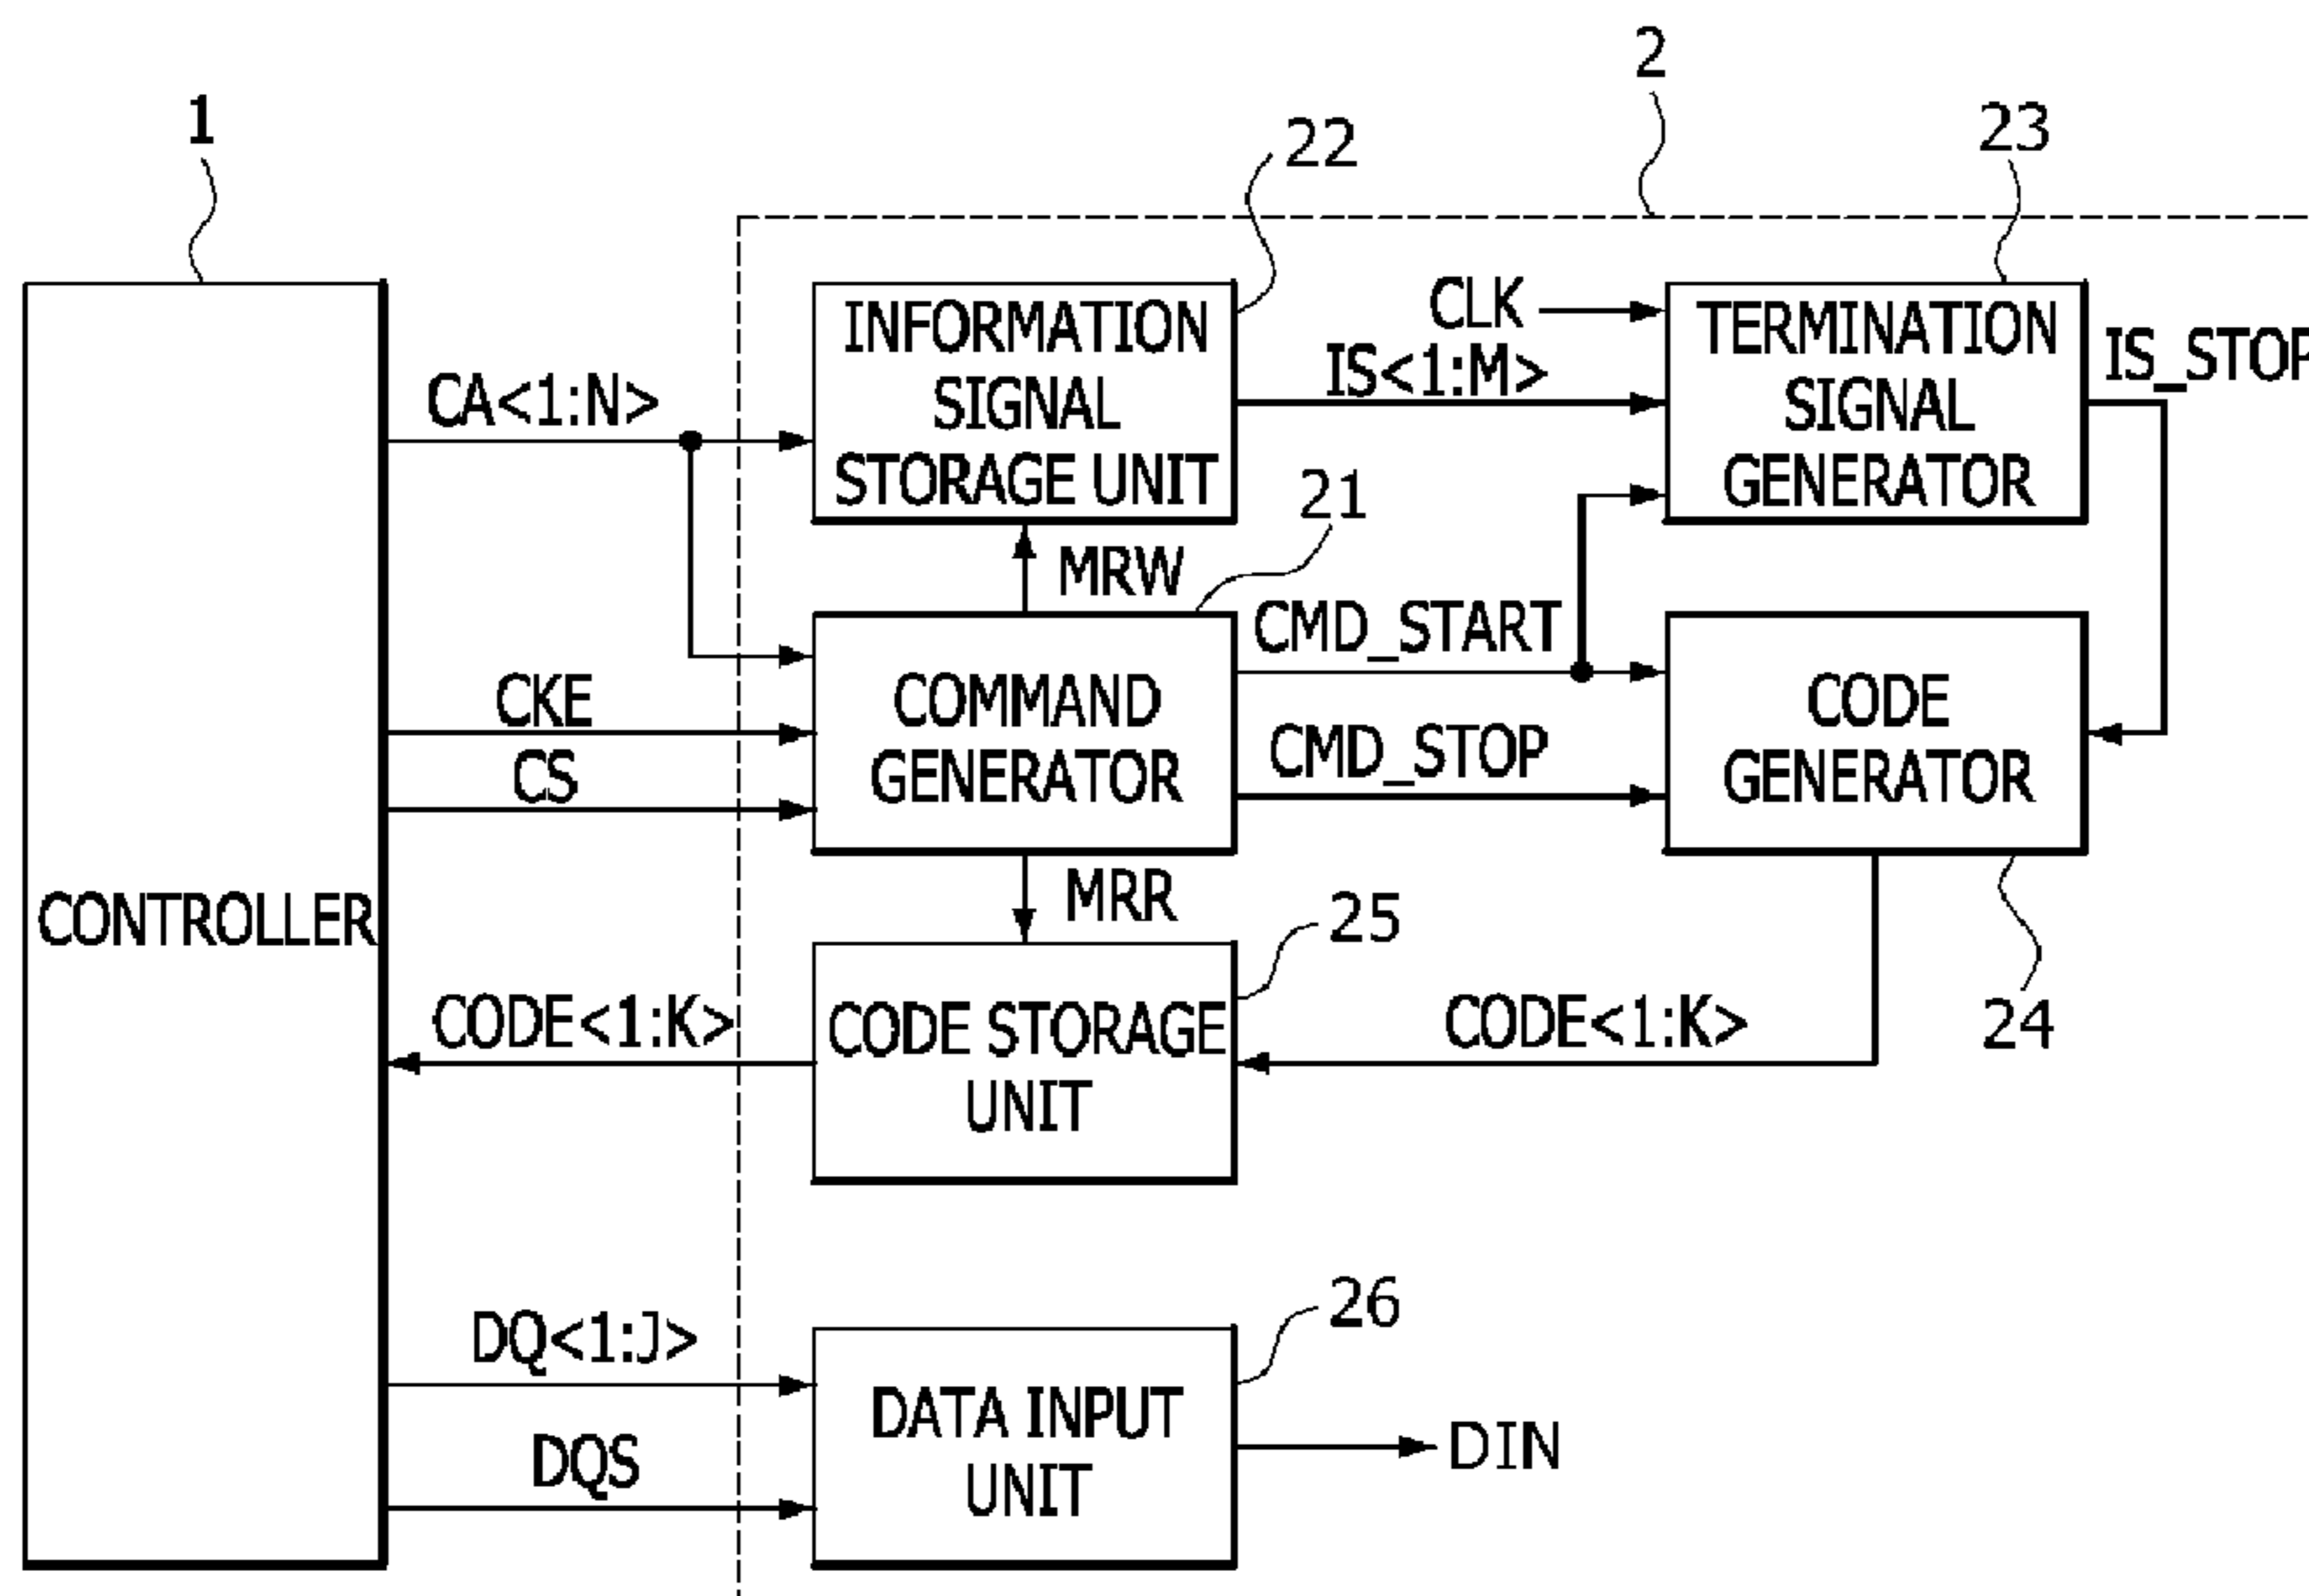 2
1
22
23
INFORMATION
SIGNAL
STORAGE UNIT
CLK
IS<1:M>
TERMINATION
SIGNAL
GENERATOR
IS_STOP
CA<1:N>
21
MRW
CMD_START
CKE
CS
COMMAND
GENERATOR
CMD_STOP
CODE
GENERATOR
MRR
CONTROLLER
25
24
CODE<1:K>
CODE STORAGE
UNIT
CODE<1:K>
26
DQ<1:J>
DQS
DATA INPUT
UNIT
DIN